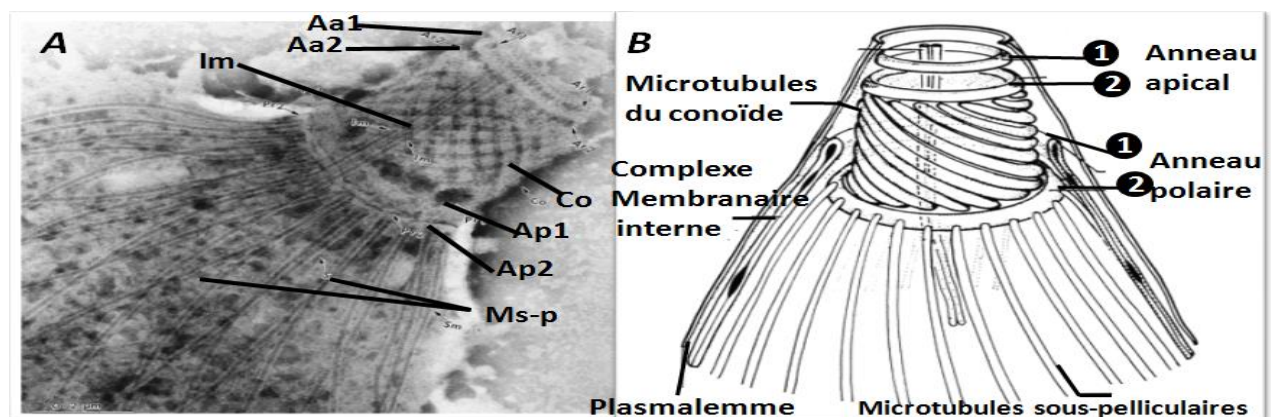 A
Aa1
Aa2
Im
Co
Ap1
Ap2
Ms-p
Sm
B
1 Anneau
2 apical
Microtubules
du conoïde
1 Anneau
2 polaire
Complexe
Membranaire
interne
Plasmalemme
Microtubules sous-pelliculaires